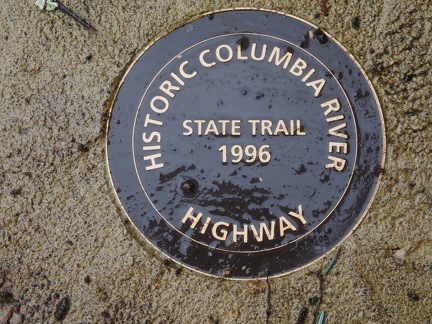 HISTORIC COLUMBIA RIVER
STATE TRAIL
1996
HIGHWAY